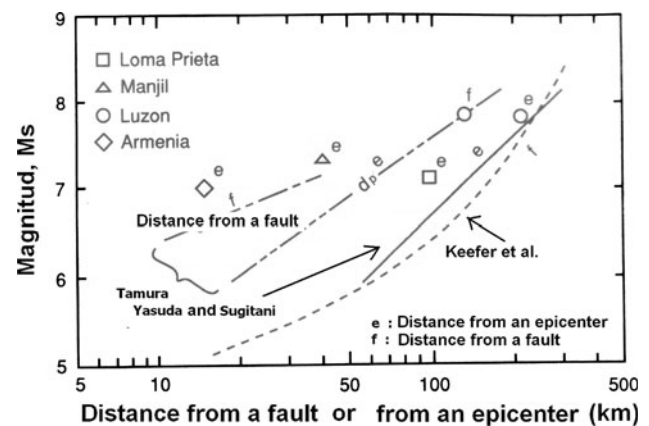 9
8
7
6
5
Magnitud, Ms
Loma Prieta
Manjil
Luzon
Armenia
f
e
e
e
e
f
e
d p
e
f
Distance from a fault
Keefer et al.
Tamura
Yasuda and Sugitani
e : Distance from an epicenter
f : Distance from a fault
5 10 50 100 500
Distance from a fault or from an epicenter (km)